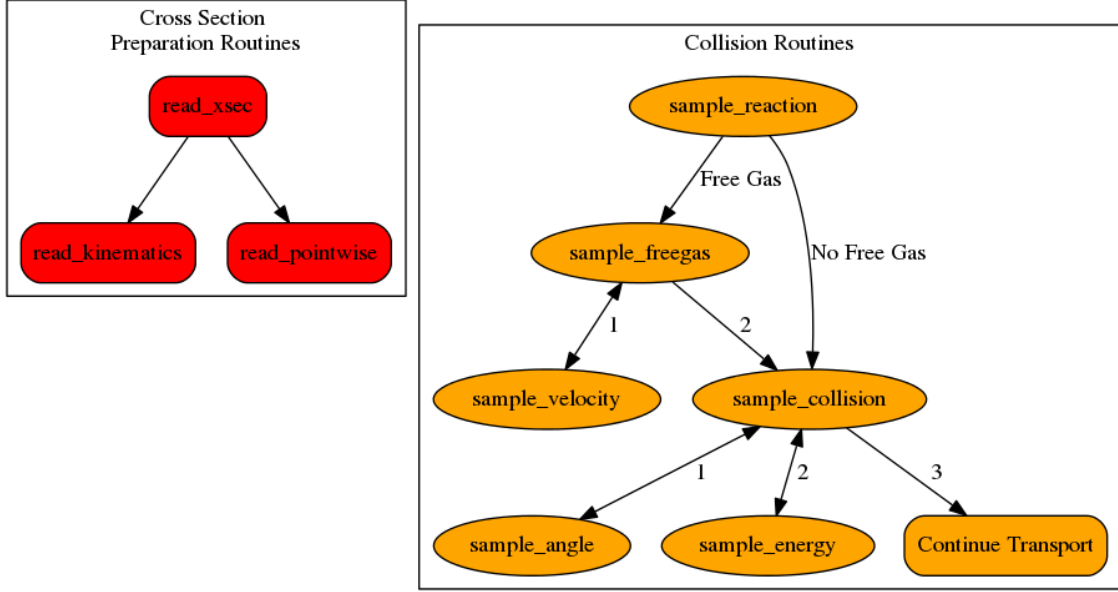 Cross Section
Preparation Routines
read_xsec
read_kinematics
read_pointwise
Collision Routines
sample_reaction
Free Gas
No Free Gas
sample_freegas
1
2
sample_velocity
sample_collision
1
2
3
sample_angle
sample_energy
Continue Transport